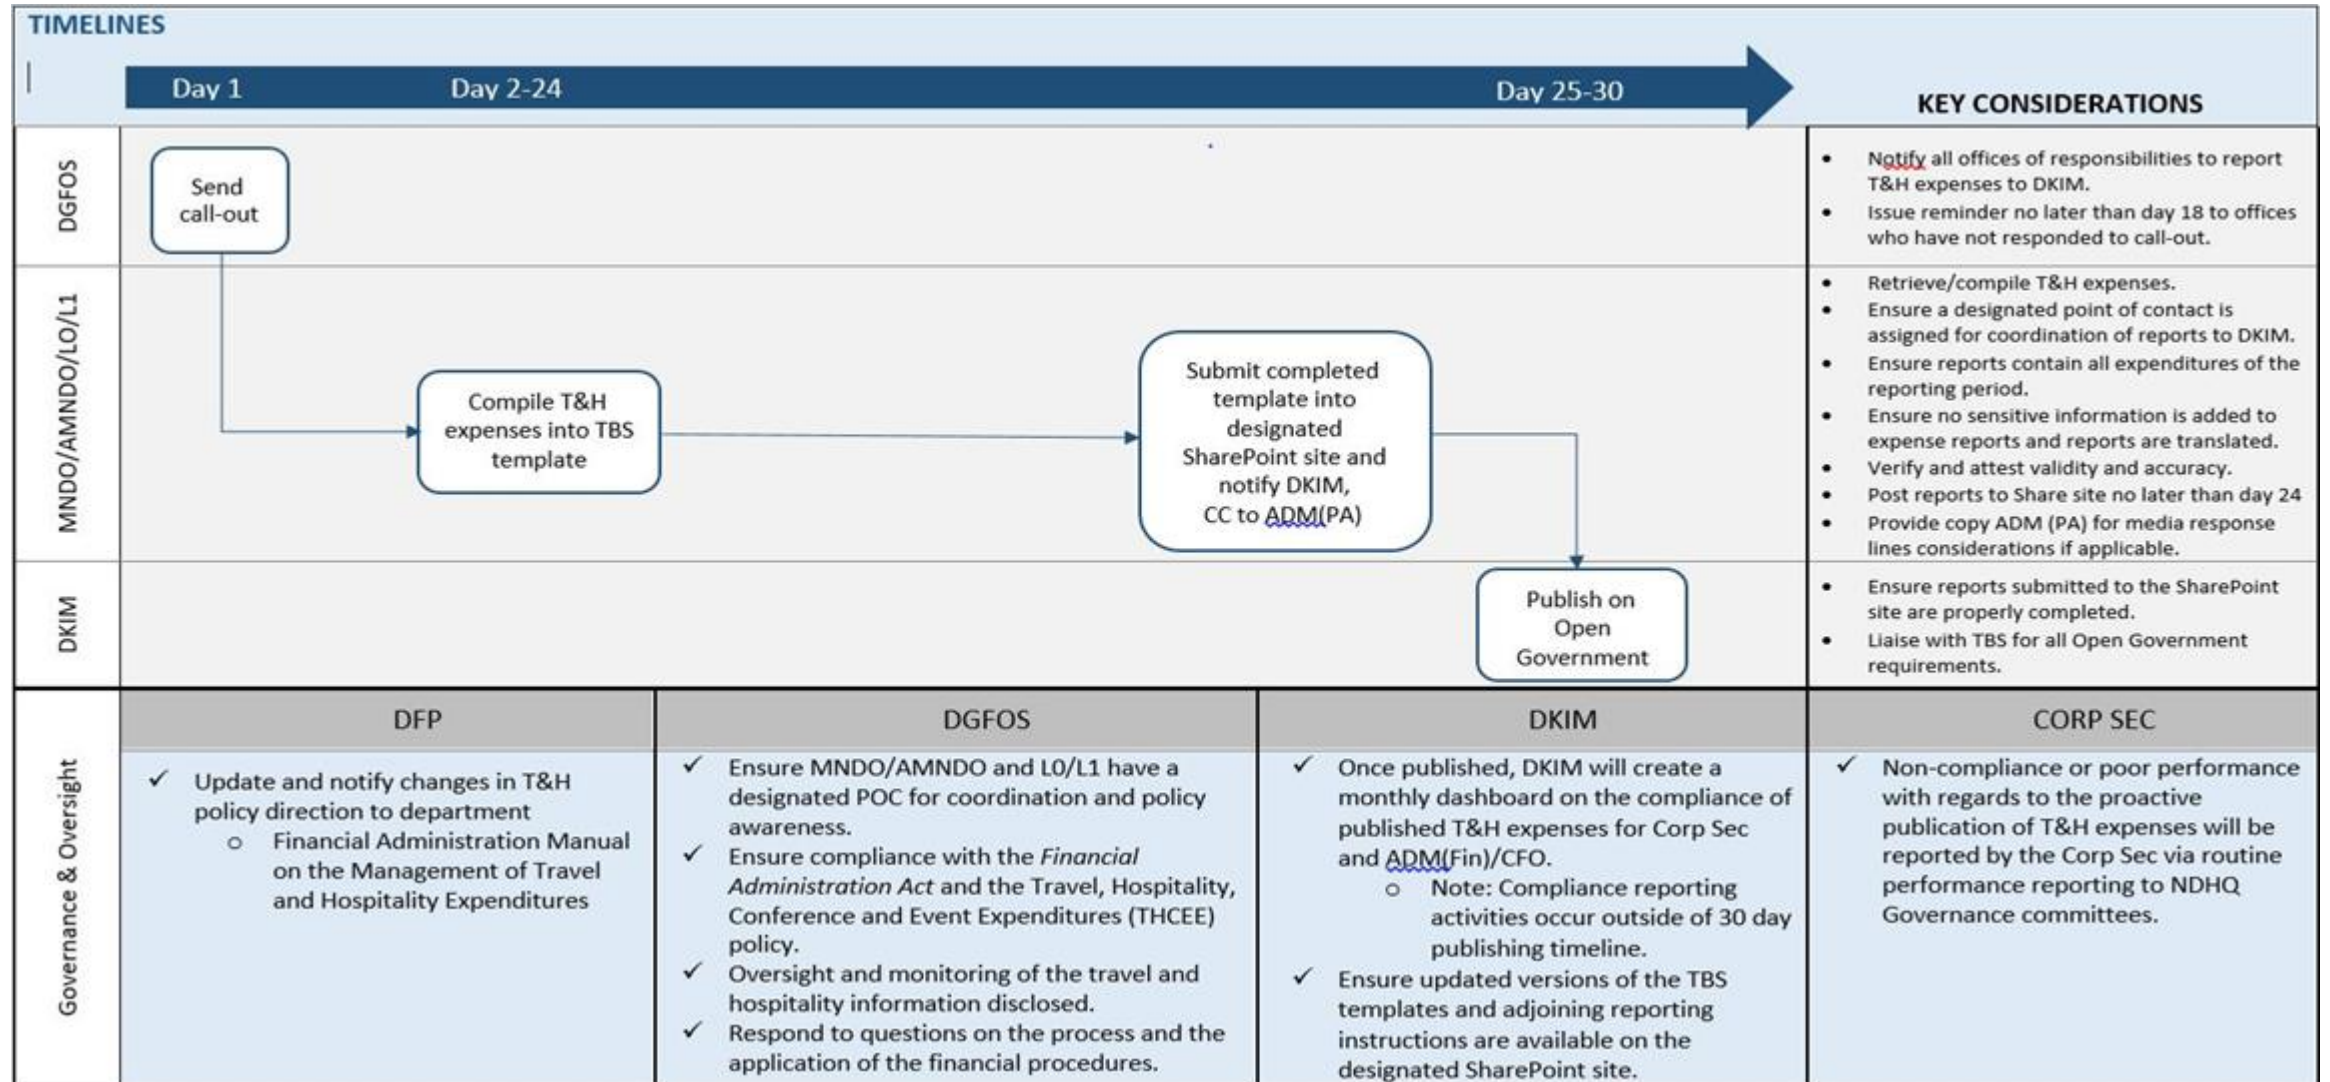 TIMELINES
Day 1
Day 2-24
Day 25-30
KEY CONSIDERATIONS
DGFOS
Send
call-out
• Notify all offices of responsibilities to report
T&H expenses to DKIM.
• Issue reminder no later than day 18 to offices
who have not responded to call-out.
MNDO/AMNDO/LO/L1
Compile T&H
expenses into TBS
template
Submit completed
template into
designated
SharePoint site and
notify DKIM,
CC to ADM(PA)
• Retrieve/compile T&H expenses.
• Ensure a designated point of contact is
assigned for coordination of reports to DKIM.
• Ensure reports contain all expenditures of the
reporting period.
• Ensure no sensitive information is added to
expense reports and reports are translated.
• Verify and attest validity and accuracy.
• Post reports to Share site no later than day 24
• Provide copy ADM (PA) for media response
lines considerations if applicable.
DKIM
Publish on
Open
Government
• Ensure reports submitted to the SharePoint
site are properly completed.
• Liaise with TBS for all Open Government
requirements.
Governance & Oversight
DFP
✓ Update and notify changes in T&H
policy direction to department
o Financial Administration Manual
on the Management of Travel
and Hospitality Expenditures
DGFOS
✓ Ensure MNDO/AMNDO and L0/L1 have a
designated POC for coordination and policy
awareness.
✓ Ensure compliance with the Financial
Administration Act and the Travel, Hospitality,
Conference and Event Expenditures (THCEE)
policy.
✓ Oversight and monitoring of the travel and
hospitality information disclosed.
✓ Respond to questions on the process and the
application of the financial procedures.
DKIM
✓ Once published, DKIM will create a
monthly dashboard on the compliance of
published T&H expenses for Corp Sec
and ADM(Fin)/CFO.
o Note: Compliance reporting
activities occur outside of 30 day
publishing timeline.
✓ Ensure updated versions of the TBS
templates and adjoining reporting
instructions are available on the
designated SharePoint site.
CORP SEC
✓ Non-compliance or poor performance
with regards to the proactive
publication of T&H expenses will be
reported by the Corp Sec via routine
performance reporting to NDHQ
Governance committees.